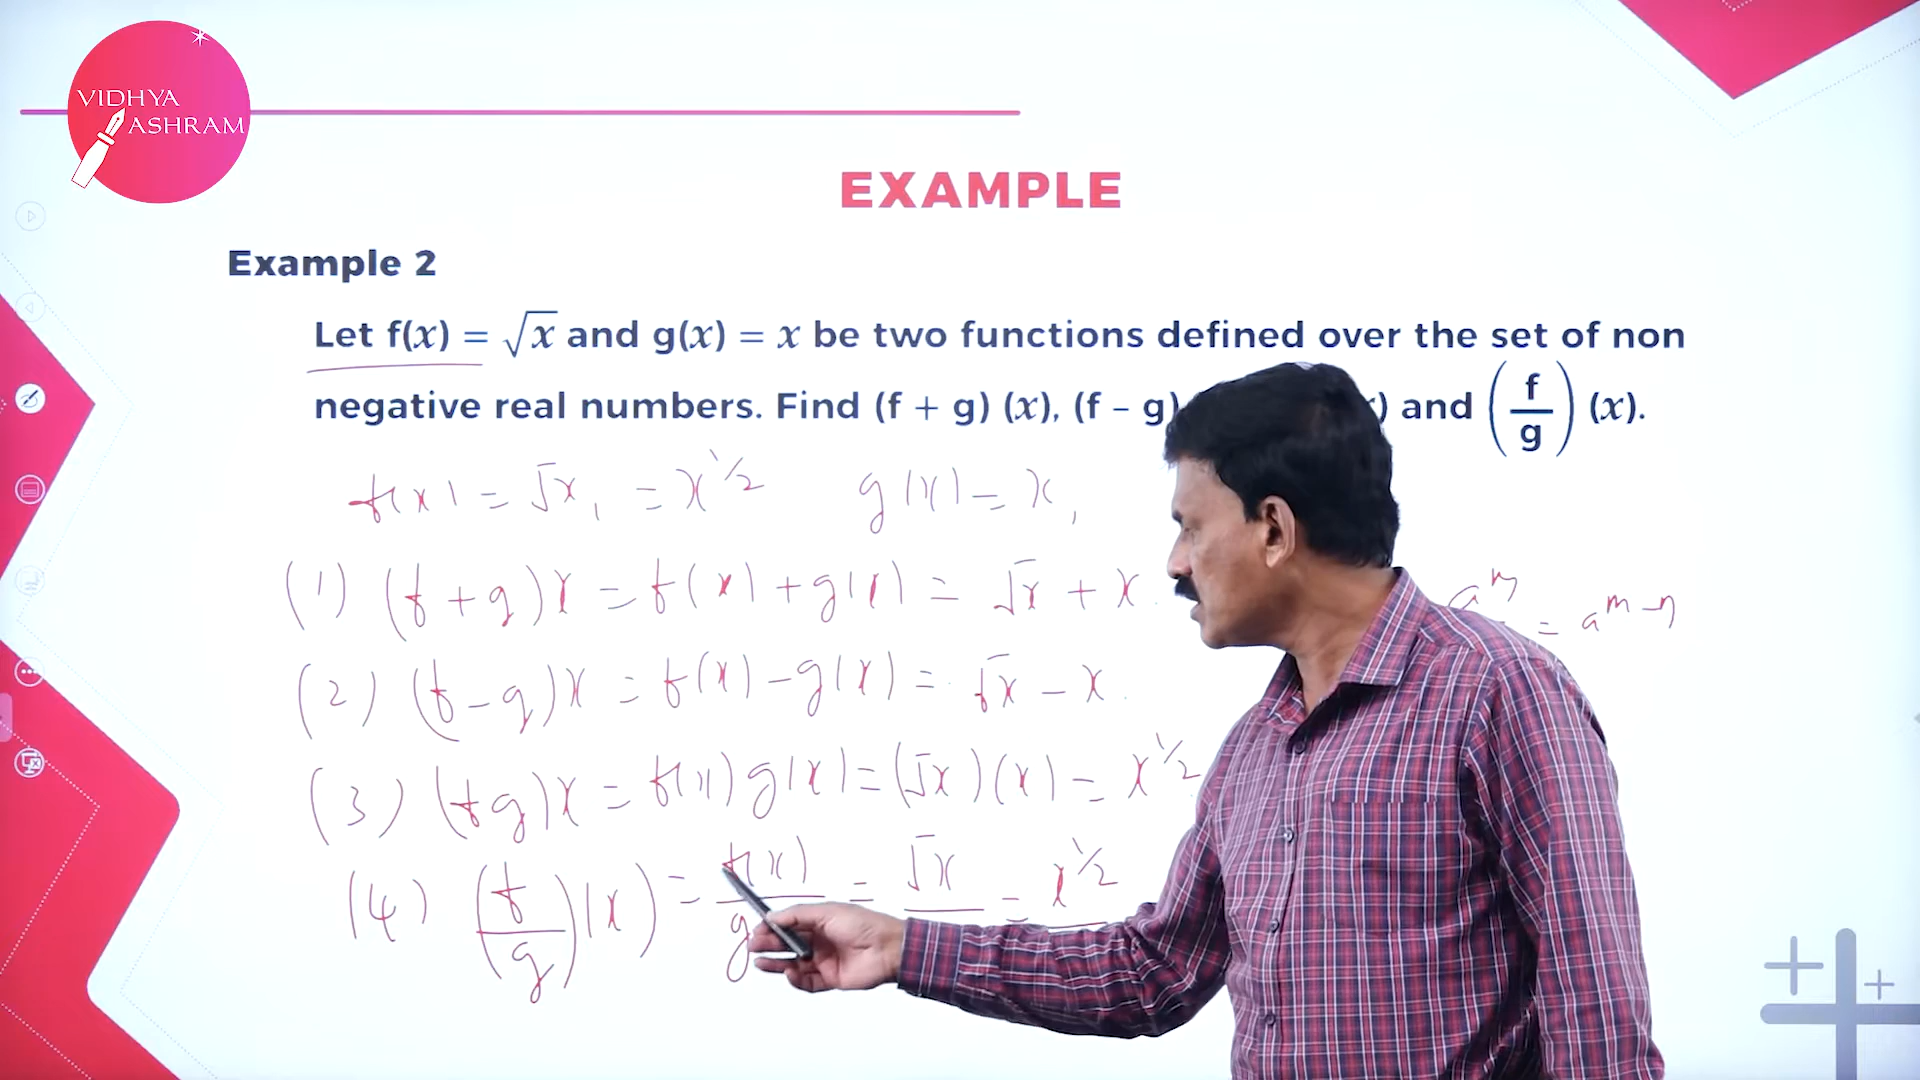 VIDHYA
ASHRAM
EXAMPLE
Example 2
Let f(x) = √x and g(x) = x be two functions defined over the set of non
negative real numbers. Find (f + g) (x), (f – g) ) and (f/g) (x).
f(x) = √x, = x^1/2 g(x) = x,
(1) (f+g)x = f(x) + g(x) = √x + x.
a^m = a^m-n
(2) (f-g)x = f(x) - g(x) = √x - x.
(3) (fg)x = f(x) g(x) = (√x)(x) = x^1/2
(4) (f/g)(x) = f(x)/g = √x = x^1/2